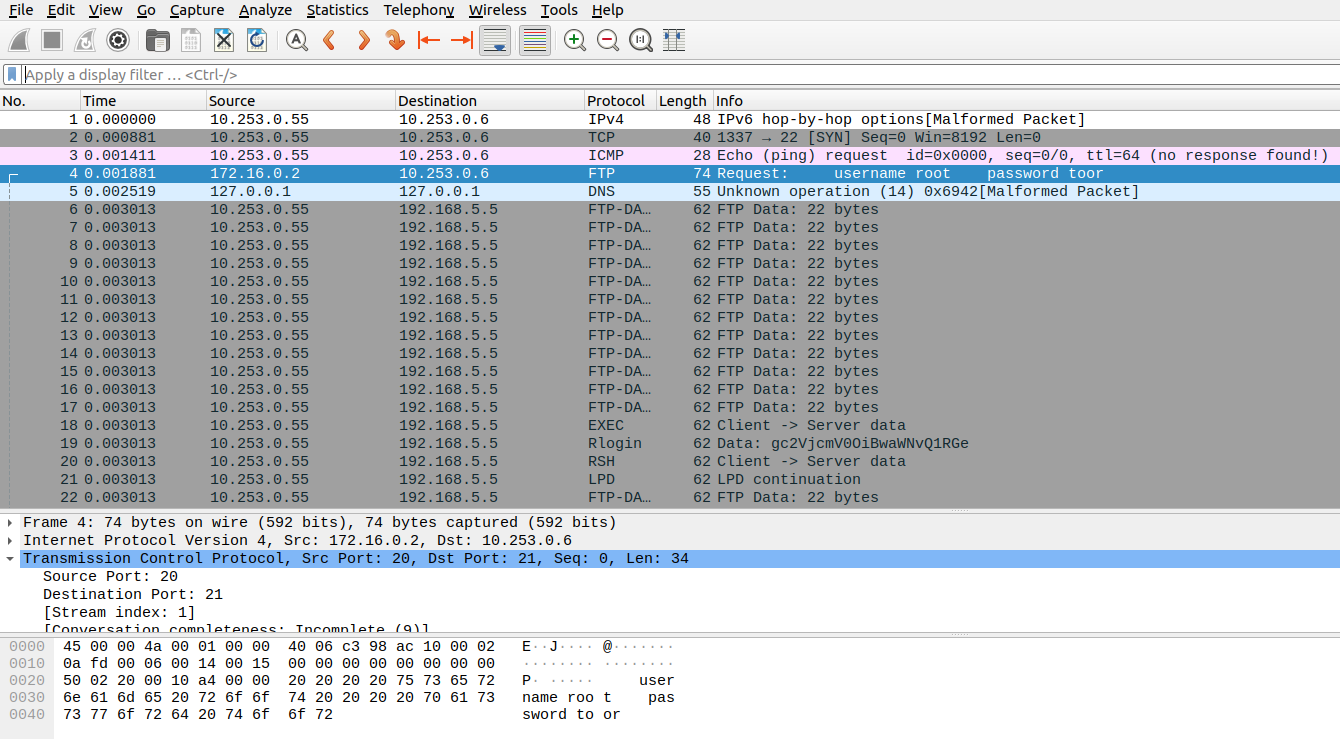 File Edit View Go Capture Analyze Statistics Telephony Wireless Tools Help
Apply a display filter … <Ctrl-/>
No. Time Source Destination Protocol Length Info
1 0.000000 10.253.0.55 10.253.0.6 IPv4 48 IPv6 hop-by-hop options[Malformed Packet]
2 0.000881 10.253.0.55 10.253.0.6 TCP 40 1337 → 22 [SYN] Seq=0 Win=8192 Len=0
3 0.001411 10.253.0.55 10.253.0.6 ICMP 28 Echo (ping) request id=0x0000, seq=0/0, ttl=64 (no response found!)
4 0.001881 172.16.0.2 10.253.0.6 FTP 74 Request: username root password toor
5 0.002519 127.0.0.1 127.0.0.1 DNS 55 Unknown operation (14) 0x6942[Malformed Packet]
6 0.003013 10.253.0.55 192.168.5.5 FTP-DA… 62 FTP Data: 22 bytes
7 0.003013 10.253.0.55 192.168.5.5 FTP-DA… 62 FTP Data: 22 bytes
8 0.003013 10.253.0.55 192.168.5.5 FTP-DA… 62 FTP Data: 22 bytes
9 0.003013 10.253.0.55 192.168.5.5 FTP-DA… 62 FTP Data: 22 bytes
10 0.003013 10.253.0.55 192.168.5.5 FTP-DA… 62 FTP Data: 22 bytes
11 0.003013 10.253.0.55 192.168.5.5 FTP-DA… 62 FTP Data: 22 bytes
12 0.003013 10.253.0.55 192.168.5.5 FTP-DA… 62 FTP Data: 22 bytes
13 0.003013 10.253.0.55 192.168.5.5 FTP-DA… 62 FTP Data: 22 bytes
14 0.003013 10.253.0.55 192.168.5.5 FTP-DA… 62 FTP Data: 22 bytes
15 0.003013 10.253.0.55 192.168.5.5 FTP-DA… 62 FTP Data: 22 bytes
16 0.003013 10.253.0.55 192.168.5.5 FTP-DA… 62 FTP Data: 22 bytes
17 0.003013 10.253.0.55 192.168.5.5 FTP-DA… 62 FTP Data: 22 bytes
18 0.003013 10.253.0.55 192.168.5.5 EXEC 62 Client -> Server data
19 0.003013 10.253.0.55 192.168.5.5 Rlogin 62 Data: gc2VjcmV0OiBwaWNvQ1RGe
20 0.003013 10.253.0.55 192.168.5.5 RSH 62 Client -> Server data
21 0.003013 10.253.0.55 192.168.5.5 LPD 62 LPD continuation
22 0.003013 10.253.0.55 192.168.5.5 FTP-DA… 62 FTP Data: 22 bytes
Frame 4: 74 bytes on wire (592 bits), 74 bytes captured (592 bits)
Internet Protocol Version 4, Src: 172.16.0.2, Dst: 10.253.0.6
Transmission Control Protocol, Src Port: 20, Dst Port: 21, Seq: 0, Len: 34
Source Port: 20
Destination Port: 21
[Stream index: 1]
[Conversation completeness: Incomplete (9)]
0000 45 00 00 4a 00 01 00 00 40 06 c3 98 ac 10 00 02 E··J···· @·······
0010 0a fd 00 06 00 14 00 15 00 00 00 00 00 00 00 00 ········ ········
0020 50 02 20 00 10 a4 00 00 20 20 20 20 75 73 65 72 P· ····· user
0030 6e 61 6d 65 20 72 6f 6f 74 20 20 20 20 70 61 73 name roo t pas
0040 73 77 6f 72 64 20 74 6f 6f 72 sword to or